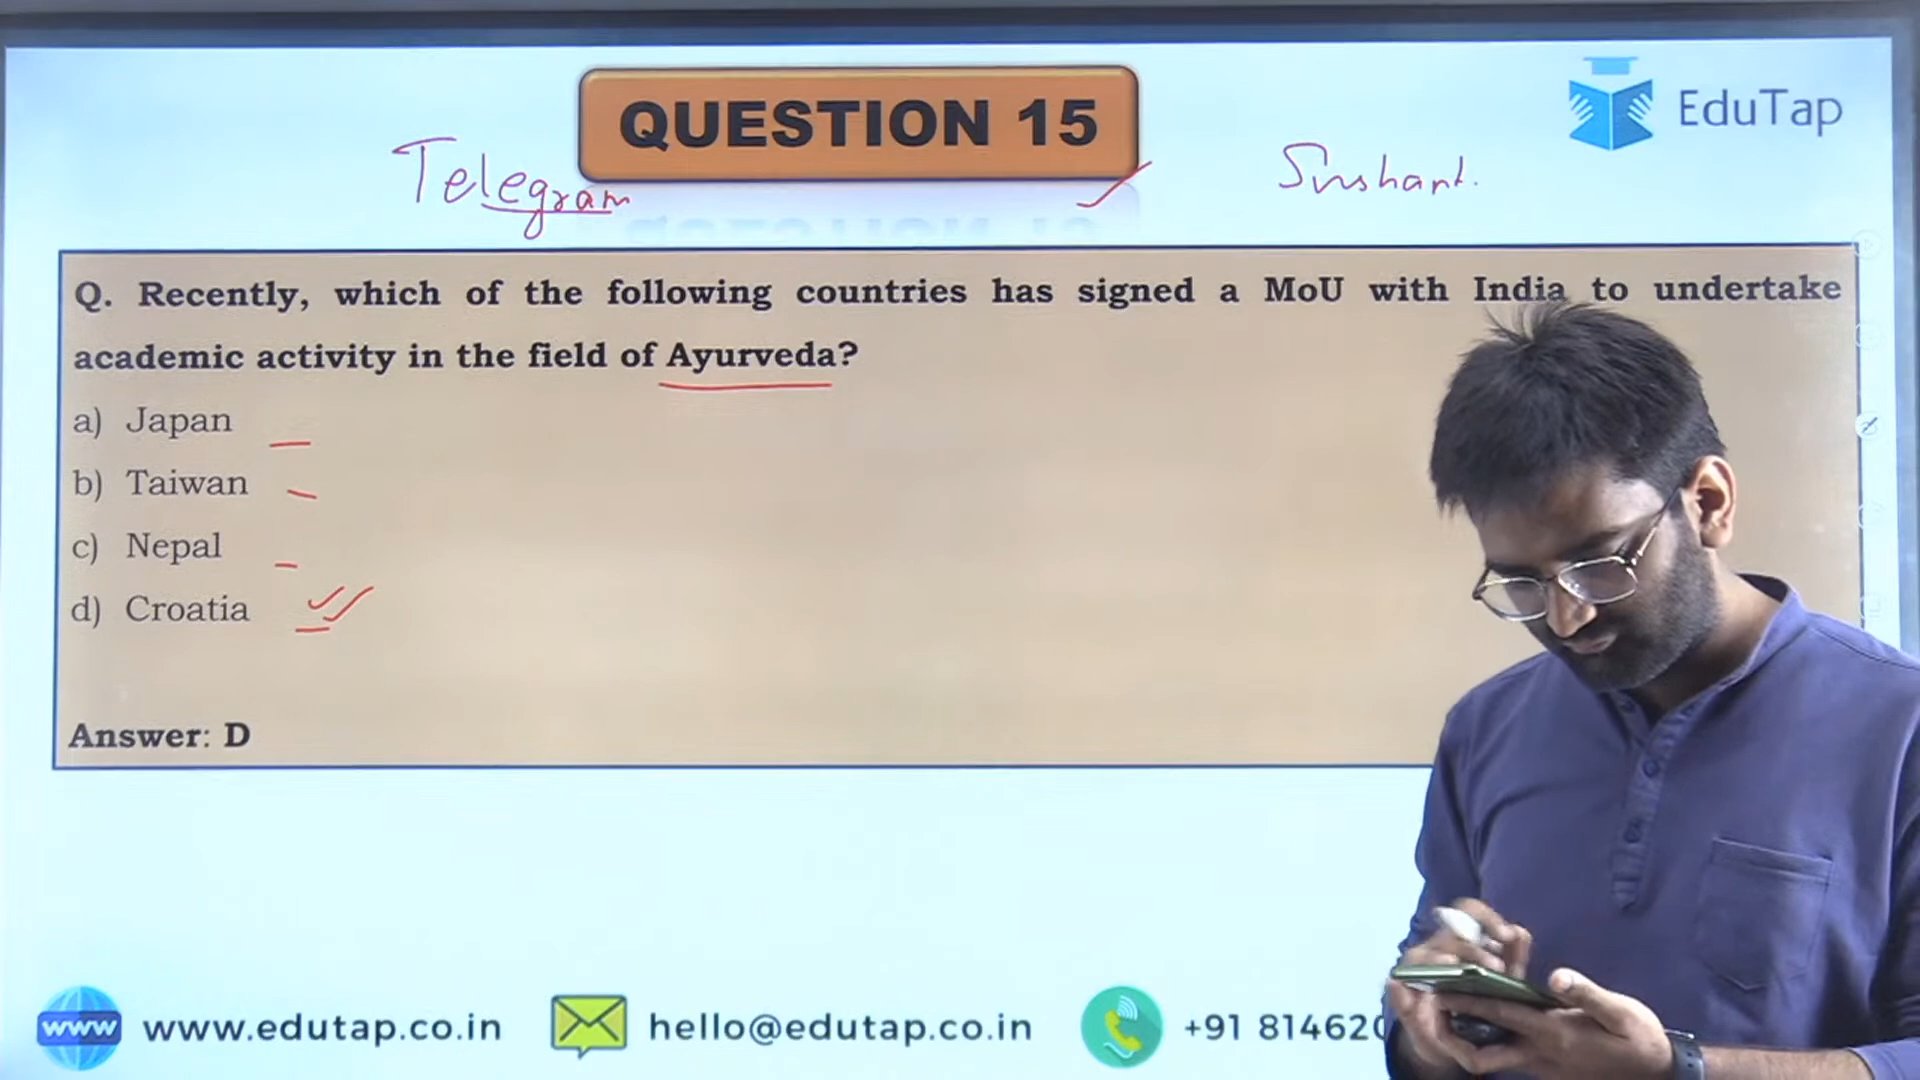 QUESTION 15
EduTap
Telegram
Sushant.
Q. Recently, which of the following countries has signed a MoU with India to undertake
academic activity in the field of Ayurveda?
a) Japan
b) Taiwan
c) Nepal
d) Croatia
Answer: D
www
www.edutap.co.in
hello@edutap.co.in
+91 81462